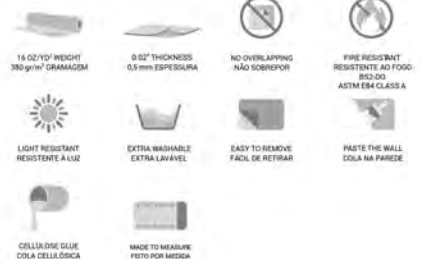 16 OZ/YD² WEIGHT
380 gr/m² GRAMAGEM
0.02" THICKNESS
0,5 mm ESPESSURA
NO OVERLAPPING
NÃO SOBREPOR
FIRE RESISTANT
RESISTENTE AO FOGO
BS2-D0
ASTM E84 CLASS A
LIGHT RESISTANT
RESISTENTE À LUZ
EXTRA WASHABLE
EXTRA LAVÁVEL
EASY TO REMOVE
FÁCIL DE RETIRAR
PASTE THE WALL
COLA NA PAREDE
CELLULOSE GLUE
COLA CELULÓSICA
MADE TO MEASURE
FEITO POR MEDIDA